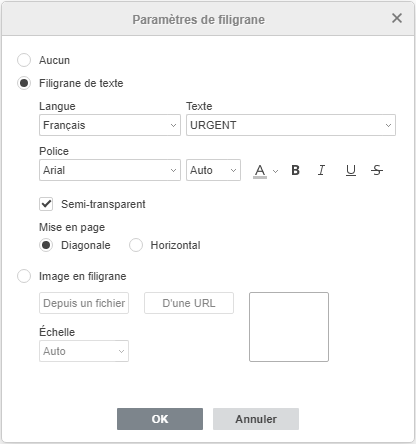 Paramètres de filigrane
Aucun
Filigrane de texte
Langue Texte
Français URGENT
Police
Arial Auto A B I U S
Semi-transparent
Mise en page
Diagonale Horizontal
Image en filigrane
Depuis un fichier D'une URL
Échelle
Auto
OK Annuler